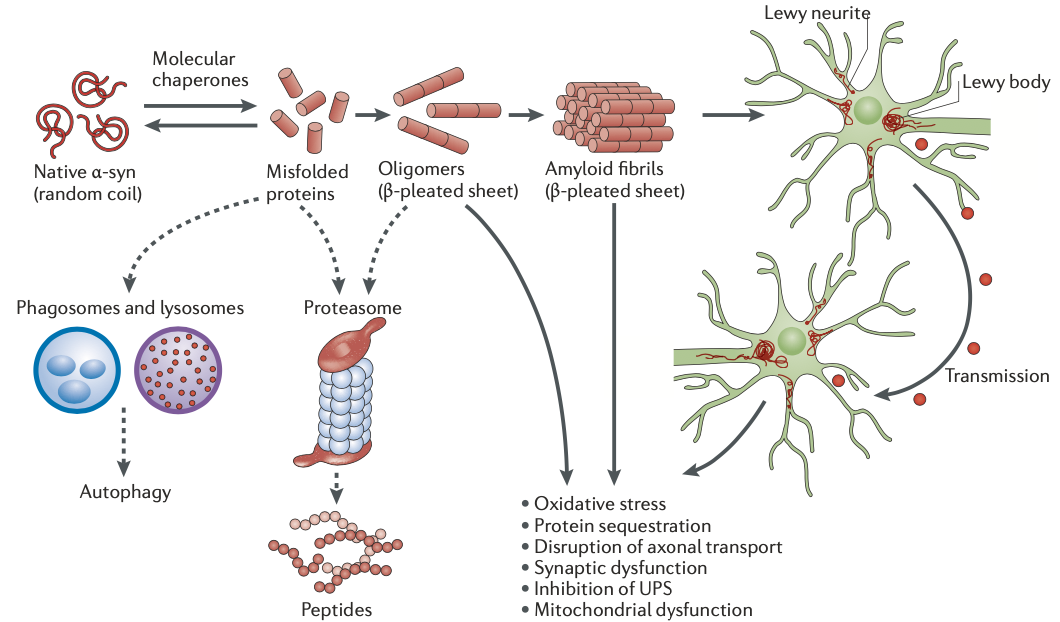 Lewy neurite
Molecular
chaperones
Lewy body
Native α-syn
(random coil)
Misfolded
proteins
Oligomers
(β-pleated sheet)
Amyloid fibrils
(β-pleated sheet)
Phagosomes and lysosomes
Proteasome
Transmission
Autophagy
• Oxidative stress
• Protein sequestration
• Disruption of axonal transport
• Synaptic dysfunction
• Inhibition of UPS
• Mitochondrial dysfunction
Peptides